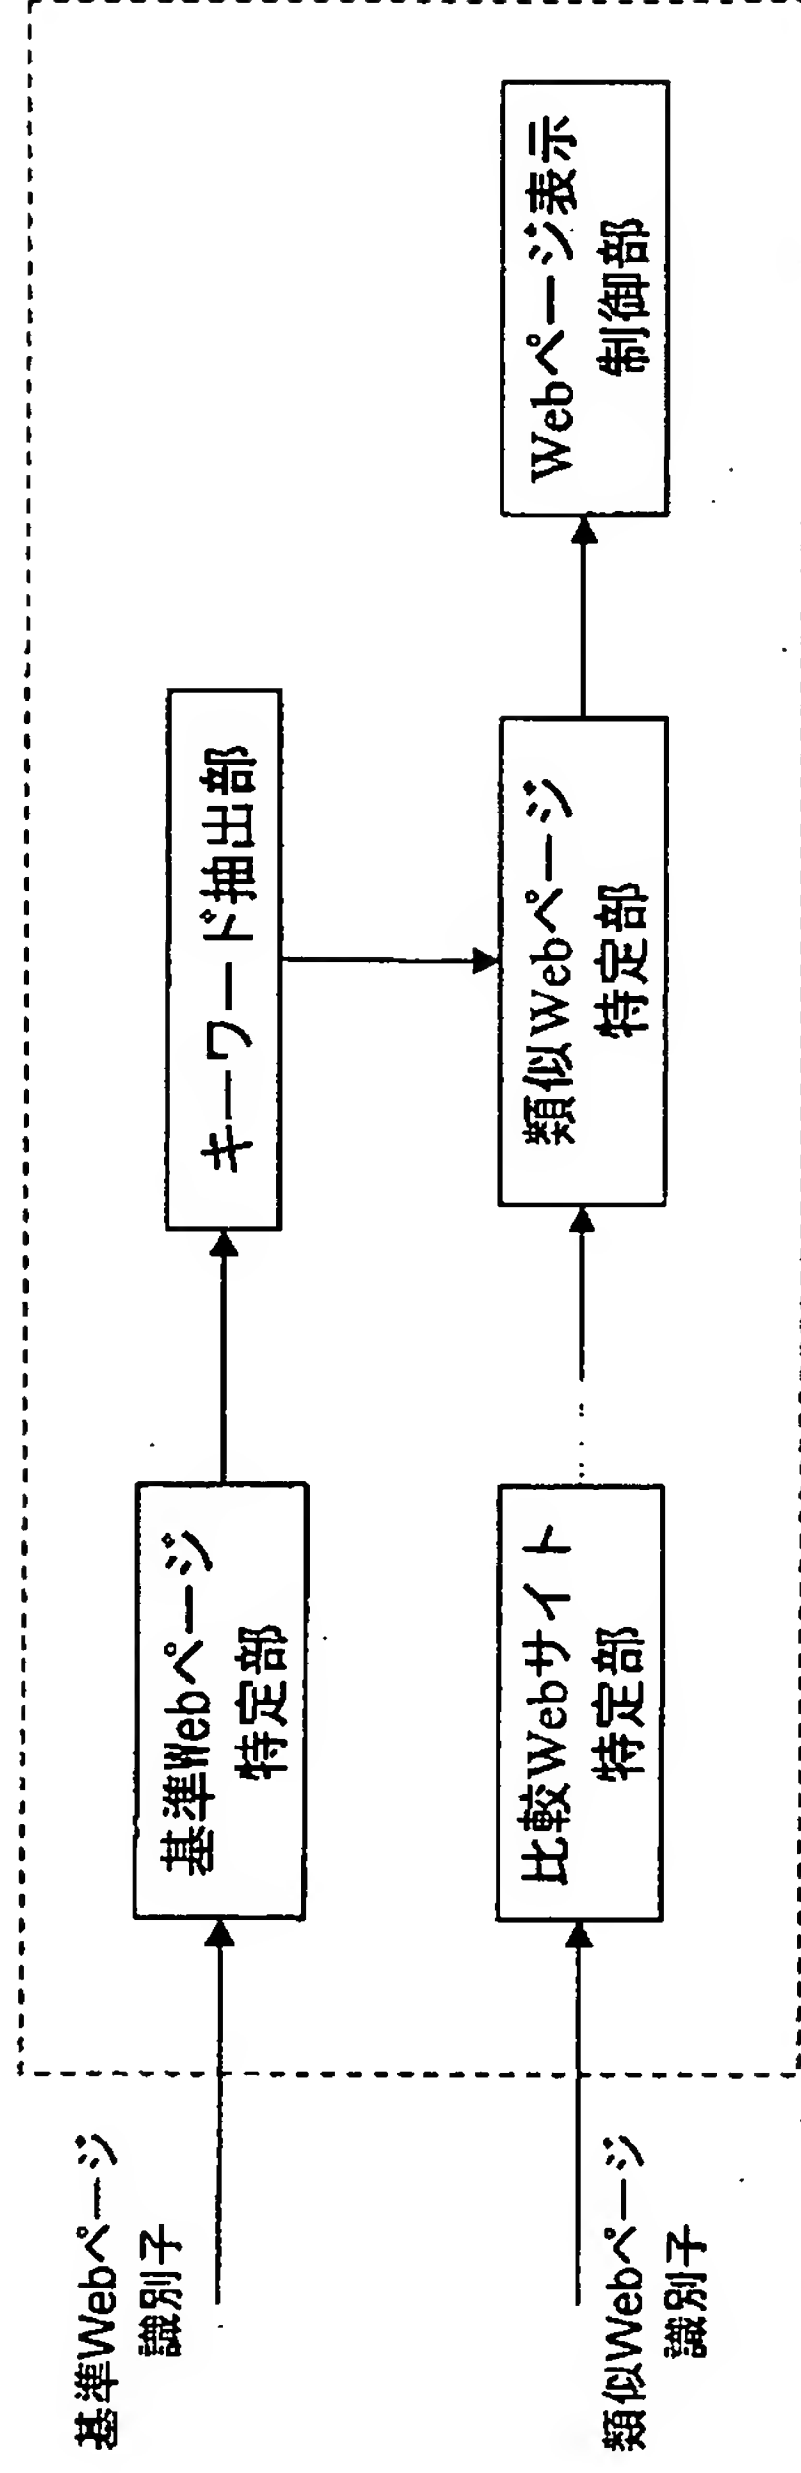 基準Webページ
識別子
基準Webページ
特定部
キーワード抽出部
類似Webページ
識別子
比較Webサイト
特定部
類似Webページ
特定部
Webページ表示
制御部